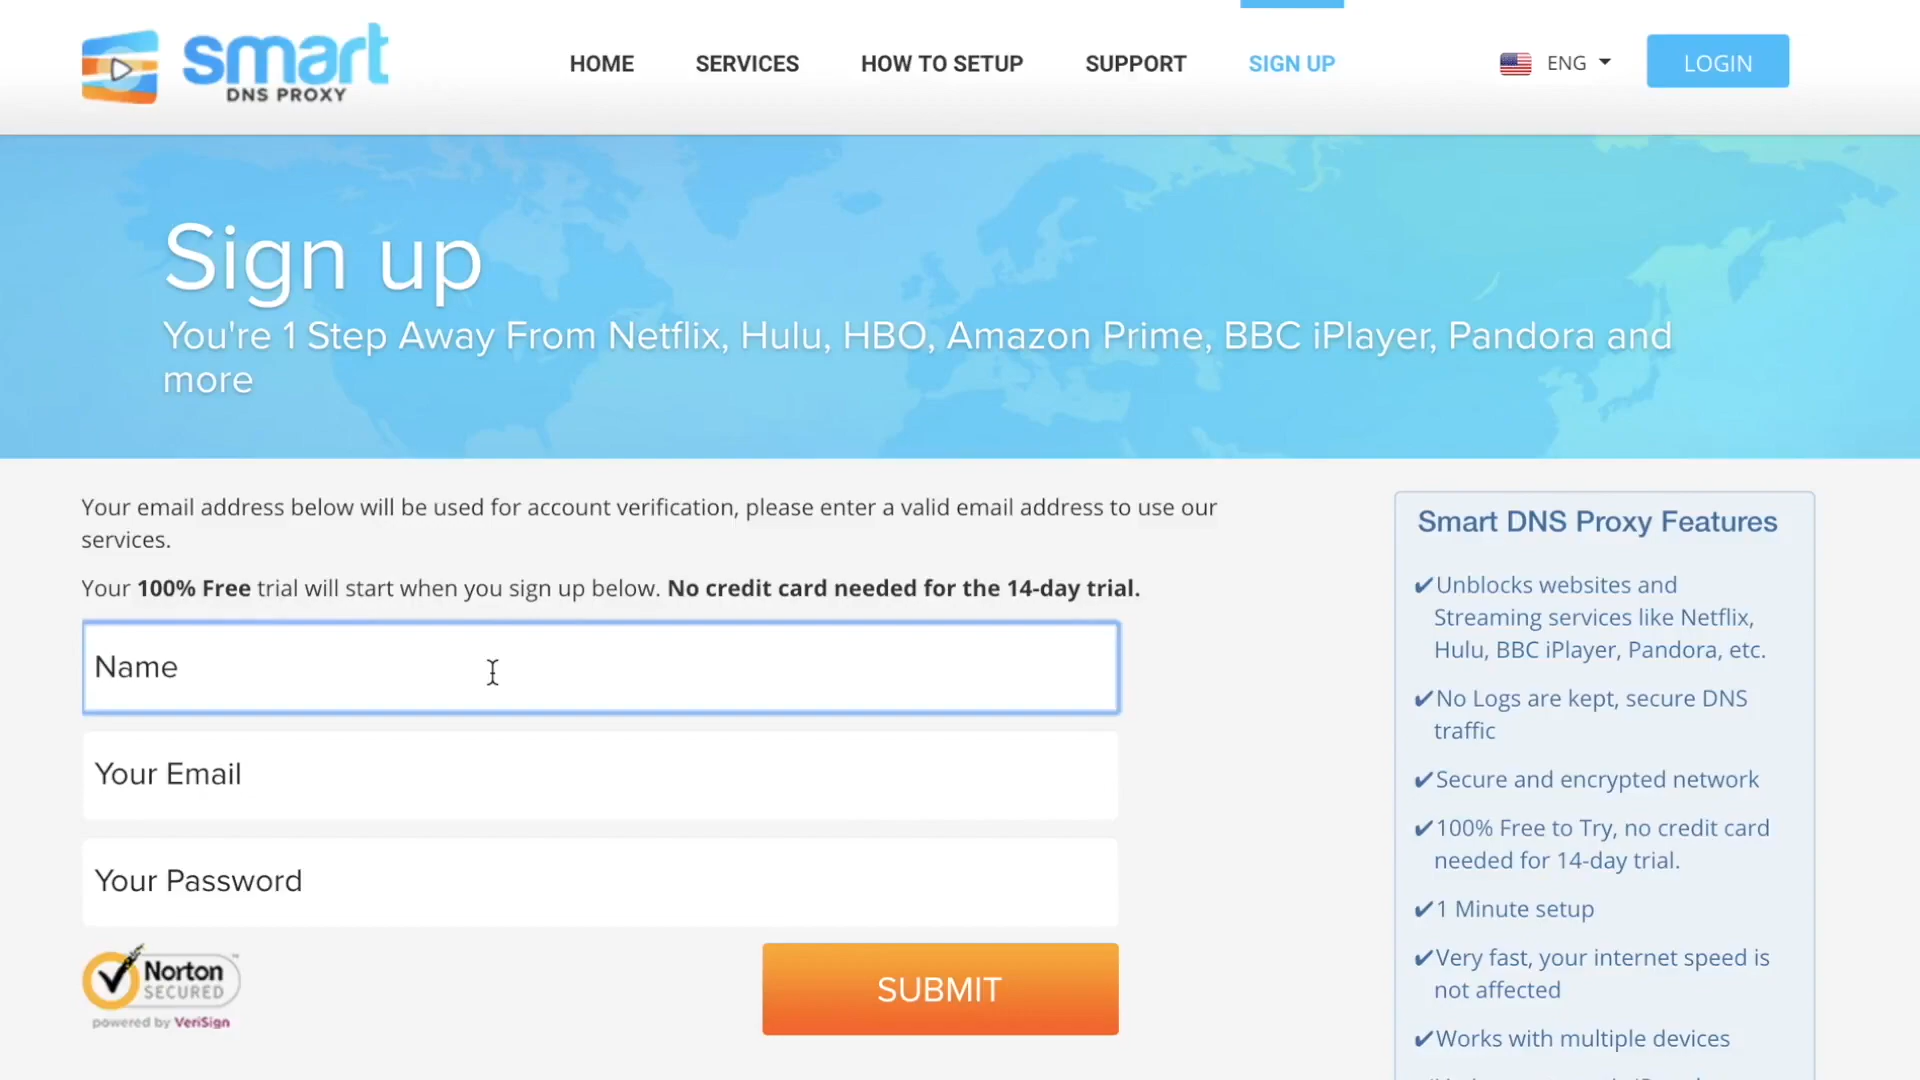 smart
DNS PROXY
HOME
SERVICES
HOW TO SETUP
SUPPORT
SIGN UP
ENG
LOGIN
Sign up
You're 1 Step Away From Netflix, Hulu, HBO, Amazon Prime, BBC iPlayer, Pandora and
more
Your email address below will be used for account verification, please enter a valid email address to use our
services.
Your 100% Free trial will start when you sign up below. No credit card needed for the 14-day trial.
Name
Your Email
Your Password
Norton
SECURED
powered by VeriSign
SUBMIT
Smart DNS Proxy Features
✔Unblocks websites and
Streaming services like Netflix,
Hulu, BBC iPlayer, Pandora, etc.
✔No Logs are kept, secure DNS
traffic
✔Secure and encrypted network
✔100% Free to Try, no credit card
needed for 14-day trial.
✔1 Minute setup
✔Very fast, your internet speed is
not affected
✔Works with multiple devices